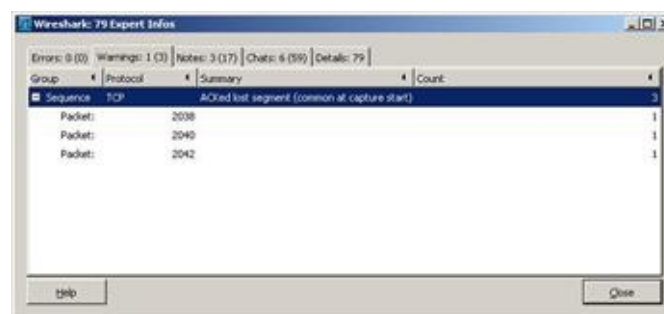 Wireshark: 79 Expert Infos
Errors: 0 (0) Warnings: 1 (3) Notes: 3 (17) Chats: 6 (59) Details: 79
Group Protocol Summary Count
Sequence TCP ACKed lost segment (common at capture start) 3
Packet: 2038 1
Packet: 2040 1
Packet: 2042 1
Help Close